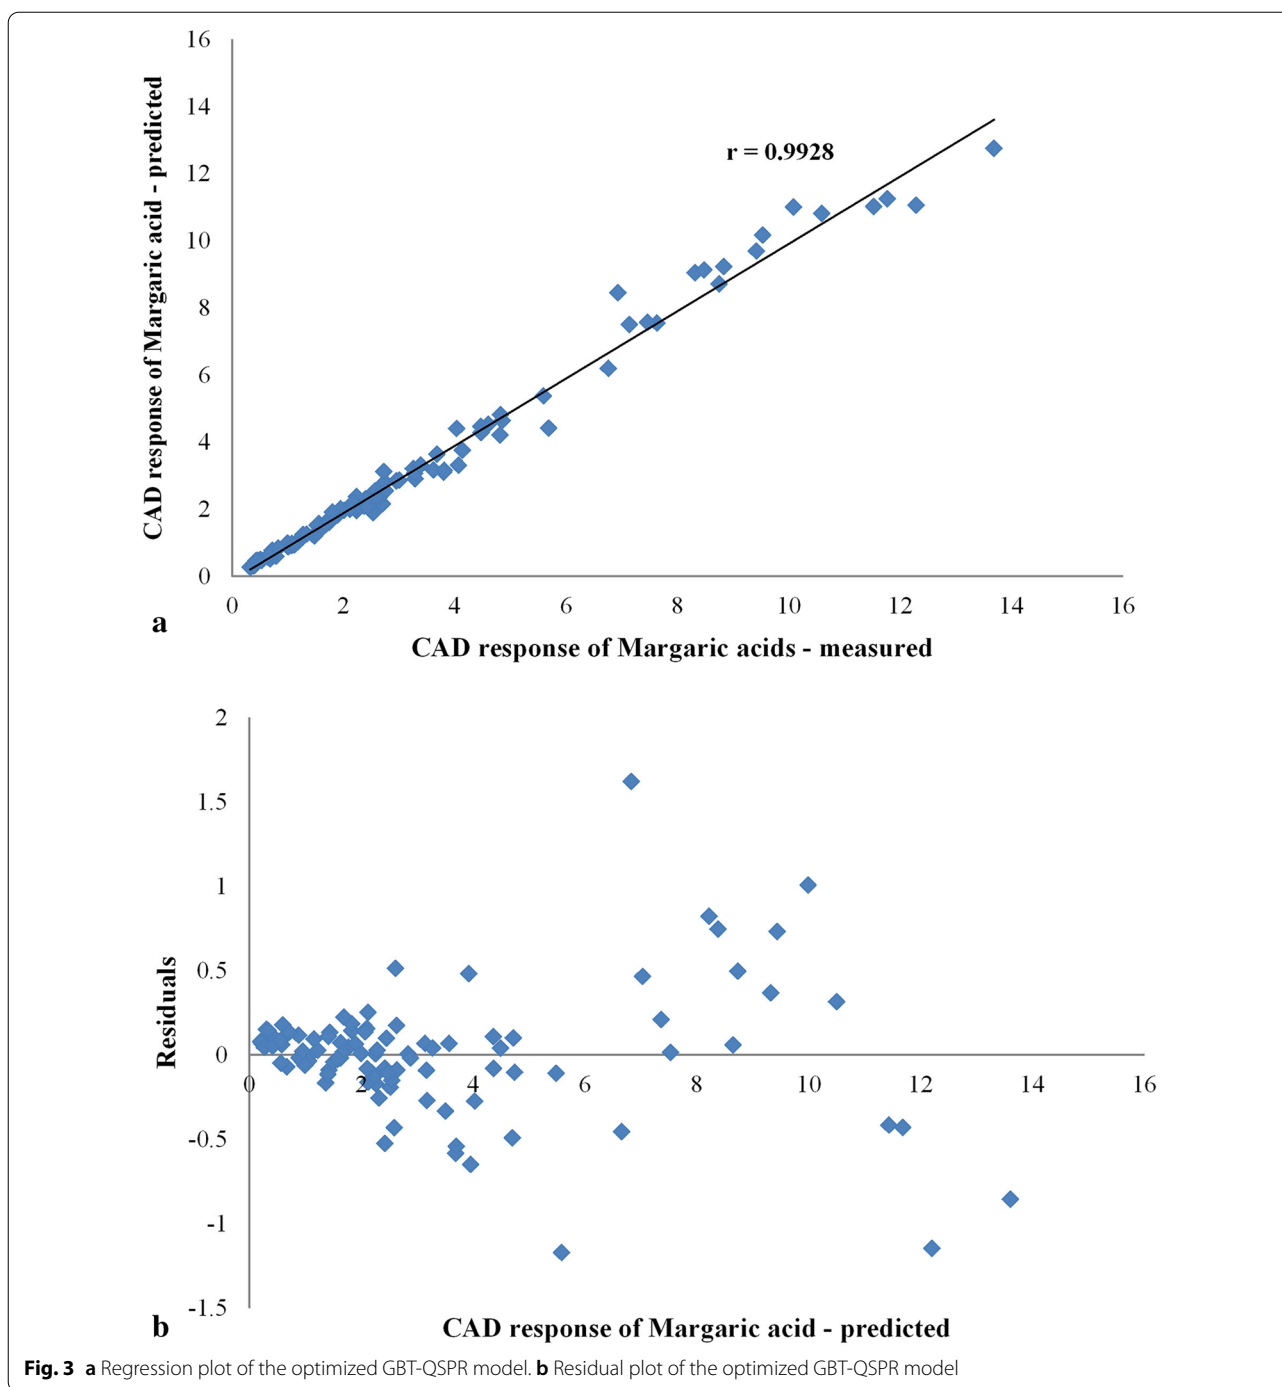 16
14
12
10
8
6
4
2
0
CAD response of Margaric acid - predicted
r = 0.9928
0 2 4 6 8 10 12 14 16
a
CAD response of Margaric acids - measured
2
1.5
1
0.5
0
-0.5
-1
-1.5
Residuals
0 2 4 6 8 10 12 14 16
b
CAD response of Margaric acid - predicted
Fig. 3 a Regression plot of the optimized GBT-QSPR model. b Residual plot of the optimized GBT-QSPR model